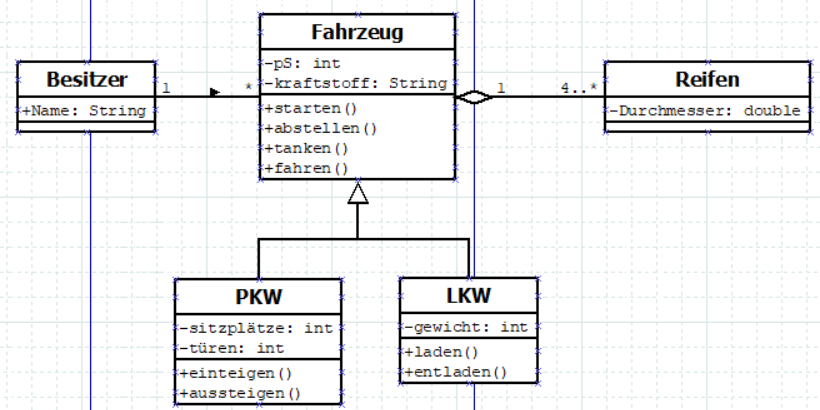 Fahrzeug
-pS: int
-kraftstoff: String
+starten()
+abstellen()
+tanken()
+fahren()
Besitzer
+Name: String
1
*
1
4..*
Reifen
-Durchmesser: double
PKW
-sitzplätze: int
-türen: int
+einteigen()
+aussteigen()
LKW
-gewicht: int
+laden()
+entladen()